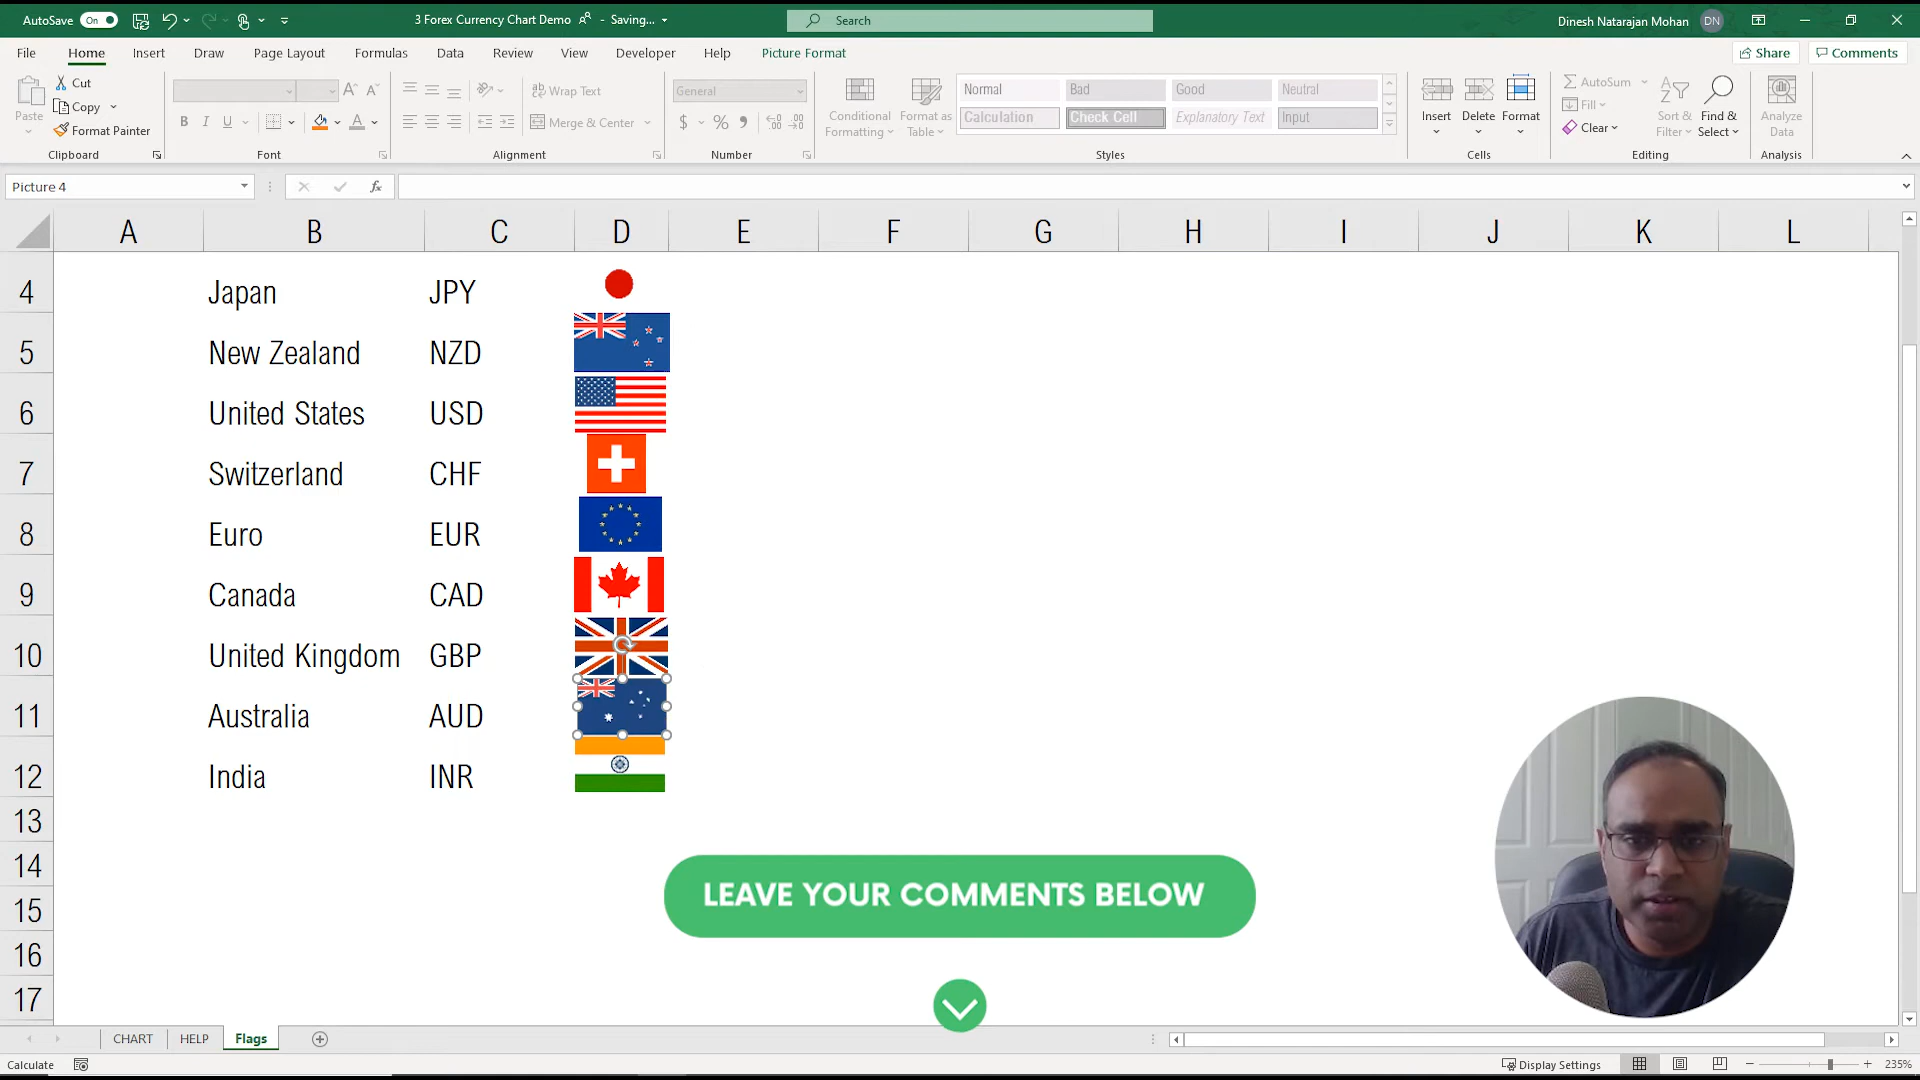 AutoSave On 3 Forex Currency Chart Demo - Saving... Search Dinesh Natarajan Mohan DN
File Home Insert Draw Page Layout Formulas Data Review View Developer Help Picture Format Share Comments
Paste
Cut
Copy
Format Painter
Clipboard
B I U A A A
Font
ab Wrap Text
Merge & Center
Alignment
General
$ % 9
Number
Conditional
Formatting
Format as
Table
Normal Bad Good Neutral
Calculation Check Cell Explanatory Text Input
Styles
Insert Delete Format
Cells
AutoSum
Fill
Clear
Sort &
Filter
Find &
Select
Editing
Analyze
Data
Analysis
Picture 4 fx
A B C D E F G H I J K L
4 Japan JPY
5 New Zealand NZD
6 United States USD
7 Switzerland CHF
8 Euro EUR
9 Canada CAD
10 United Kingdom GBP
11 Australia AUD
12 India INR
13
14
LEAVE YOUR COMMENTS BELOW
15
16
17
CHART HELP Flags
Calculate Display Settings 235%